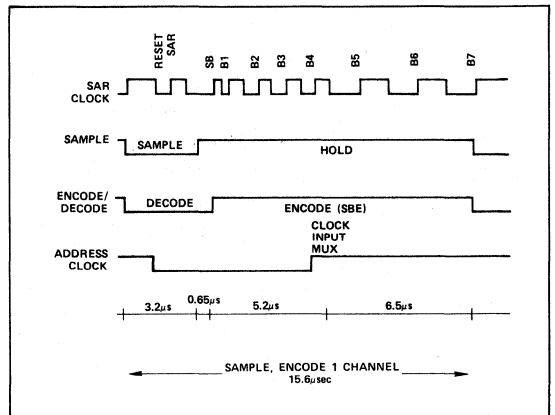 RESET
SAR
SB
B1
B2
B3
B4
B5
B6
B7
SAR
CLOCK
SAMPLE
SAMPLE
HOLD
ENCODE/
DECODE
DECODE
ENCODE (SBE)
CLOCK
INPUT
MUX
ADDRESS
CLOCK
3.2μs
0.65μs
5.2μs
6.5μs
SAMPLE, ENCODE 1 CHANNEL
15.6μsec